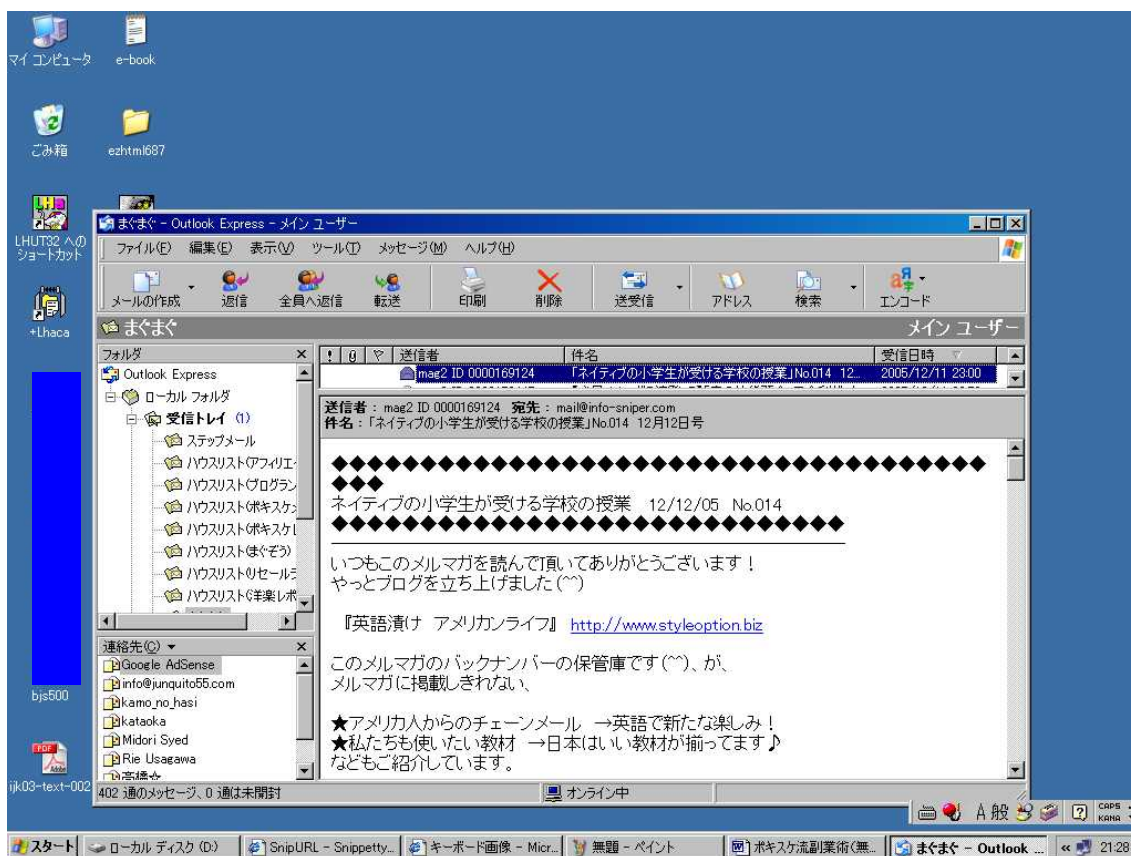 マイ コンピュータ
e-book
ごみ箱
ezhtml687
LHUT32 への
ショートカット
+Lhaca
bjs500
ijk03-text-002
まぐまぐ - Outlook Express - メイン ユーザー
ファイル(F) 編集(E) 表示(V) ツール(T) メッセージ(M) ヘルプ(H)
メールの作成 返信 全員へ返信 転送 印刷 削除 送受信 アドレス 検索 エンコード
まぐまぐ メイン ユーザー
フォルダ
Outlook Express
ローカル フォルダ
受信トレイ (1)
ステップメール
ハウスリスト(アフィリエ
ハウスリスト(プログラン
ハウスリスト(ポキスケ
ハウスリスト(ポキスケ
ハウスリスト(まぐぞう)
ハウスリスト(リセール
ハウスリスト(洋楽レポ
連絡先(C)
Google AdSense
info@junquito55.com
kamo_no_hasi
kataoka
Midori Syed
Rie Usagawa
高橋☆
! 送信者 件名 受信日時
mag2 ID 0000169124 「ネイティブの小学生が受ける学校の授業」No.014 12... 2005/12/11 23:00
送信者: mag2 ID 0000169124 宛先: mail@info-sniper.com
件名: 「ネイティブの小学生が受ける学校の授業」No.014 12月12日号
◆◆◆◆◆◆◆◆◆◆◆◆◆◆◆◆◆◆◆◆◆◆◆◆◆◆◆◆◆◆◆◆◆◆◆◆◆◆◆◆◆◆◆◆
◆◆◆
ネイティブの小学生が受ける学校の授業 12/12/05 No.014
◆◆◆◆◆◆◆◆◆◆◆◆◆◆◆◆◆◆◆◆◆◆◆◆◆◆◆◆◆◆◆◆◆◆
いつもこのメルマガを読んで頂いてありがとうございます!
やっとブログを立ち上げました(^^)
『英語漬け アメリカンライフ』 http://www.styleoption.biz
このメルマガのバックナンバーの保管庫です(^^)、が、
メルマガに掲載しきれない、
★アメリカ人からのチェーンメール →英語で新たな楽しみ!
★私たちも使いたい教材 →日本はいい教材が揃ってます♪
などもご紹介しています。
402 通のメッセージ、0 通は未開封 オンライン中
A 般 CAPS KANA
スタート ローカル ディスク (D:) SnipURL - Snippetty... キーボード画像 - Micr... 無題 - ペイント ポキスケ流副業術(無... まぐまぐ - Outlook ... « 21:28